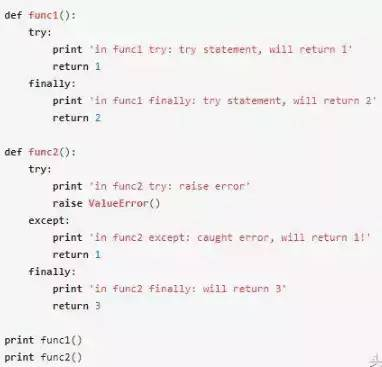 def func1():
    try:
        print 'in func1 try: try statement, will return 1'
        return 1
    finally:
        print 'in func1 finally: try statement, will return 2'
        return 2
def func2():
    try:
        print 'in func2 try: raise error'
        raise ValueError()
    except:
        print 'in func2 except: caught error, will return 1!'
        return 1
    finally:
        print 'in func2 finally: will return 3'
        return 3
print func1()
print func2()
头